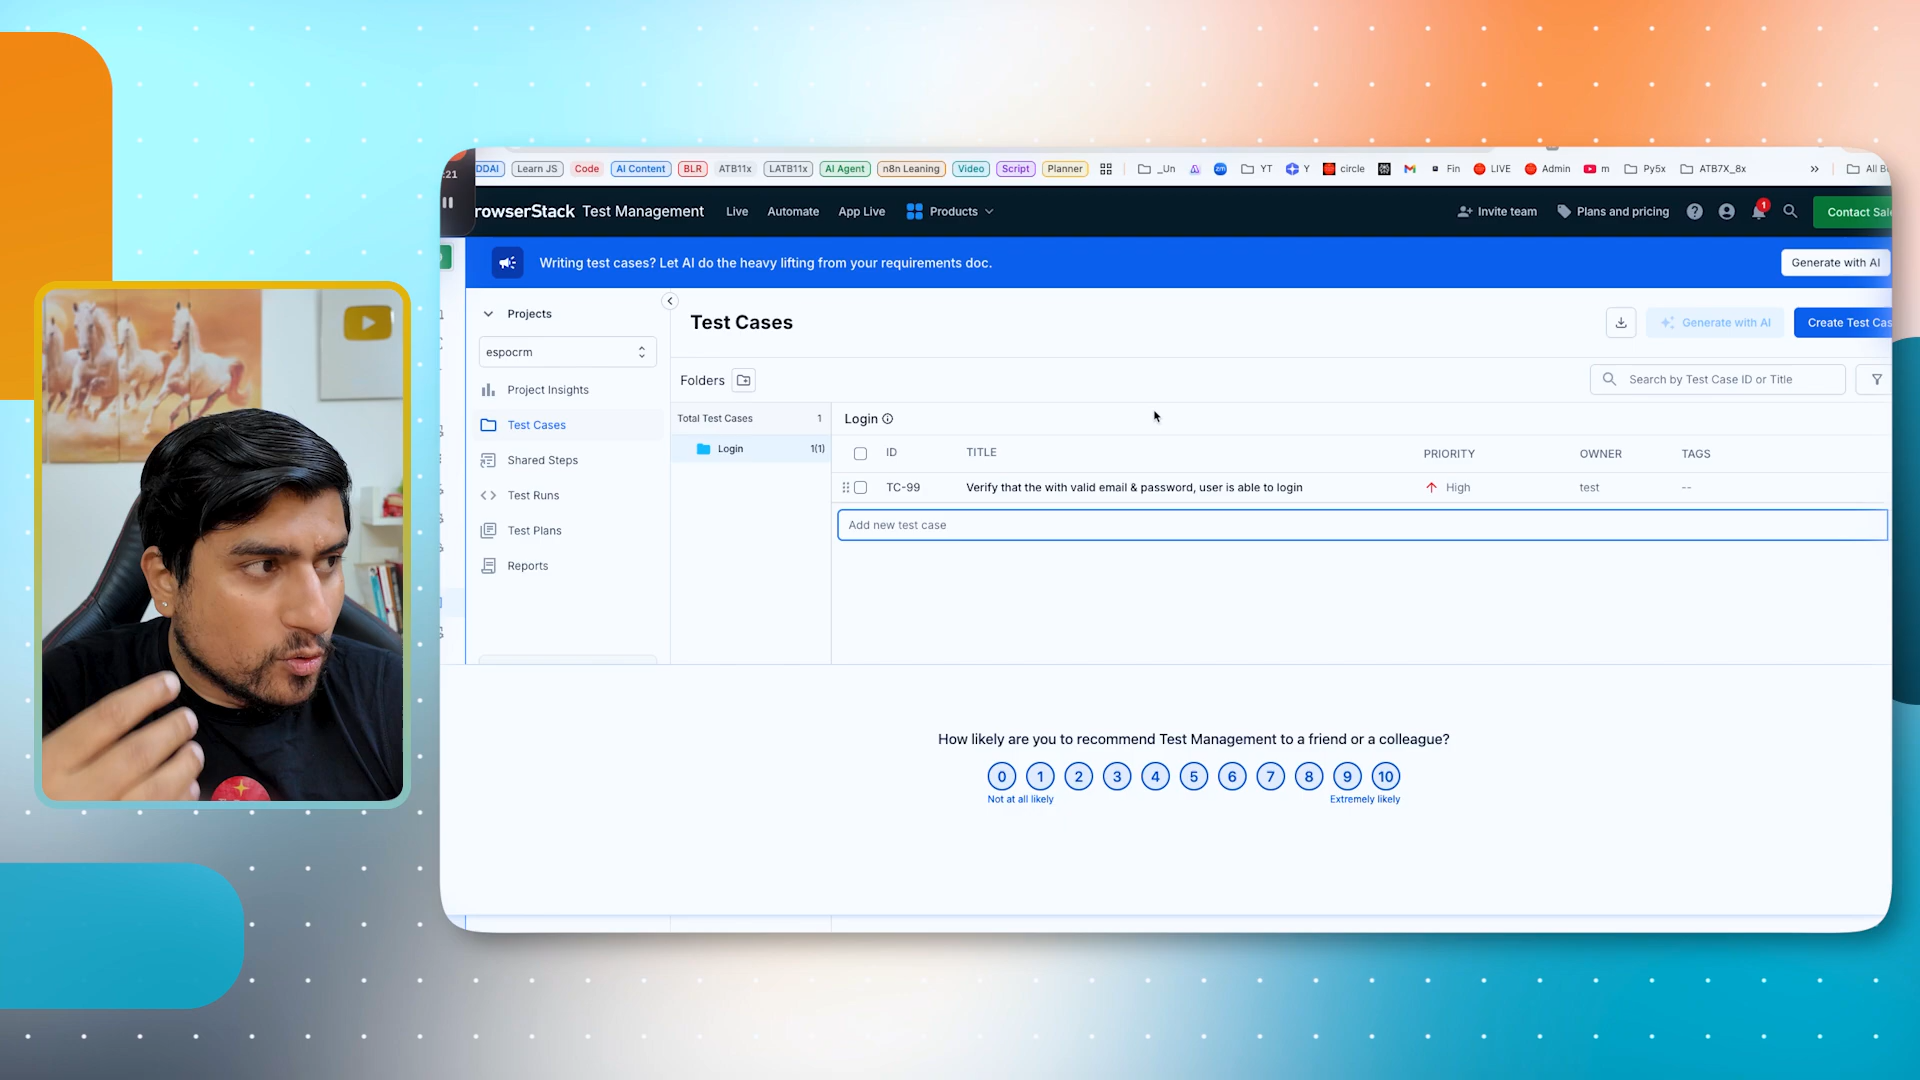 :21
DDAI Learn JS Code AI Content BLR ATB11x LATB11x AI Agent n8n Leaning Video Script Planner _Un YT Y circle Fin LIVE Admin m Py5x ATB7X_8x » All B
rowserStack Test Management Live Automate App Live Products Invite team Plans and pricing 1 Contact Sal
Writing test cases? Let AI do the heavy lifting from your requirements doc. Generate with AI
Projects
Test Cases Generate with AI Create Test Cas
espocrm
Project Insights
Folders Search by Test Case ID or Title
Test Cases
Total Test Cases 1 Login
Login 1(1)
ID TITLE PRIORITY OWNER TAGS
Shared Steps
TC-99 Verify that the with valid email & password, user is able to login High test --
Test Runs
Add new test case
Test Plans
Reports
How likely are you to recommend Test Management to a friend or a colleague?
0 1 2 3 4 5 6 7 8 9 10
Not at all likely Extremely likely